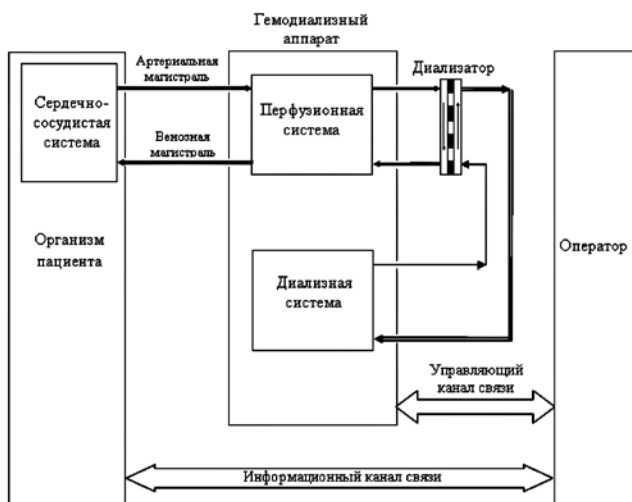 Гемодиализный
аппарат
Артериальная
магистраль
Диализатор
Сердечно-
сосудистая
система
Перфузионная
система
Венозная
магистраль
Организм
пациента
Оператор
Диализная
система
Управляющий
канал связи
Информационный канал связи